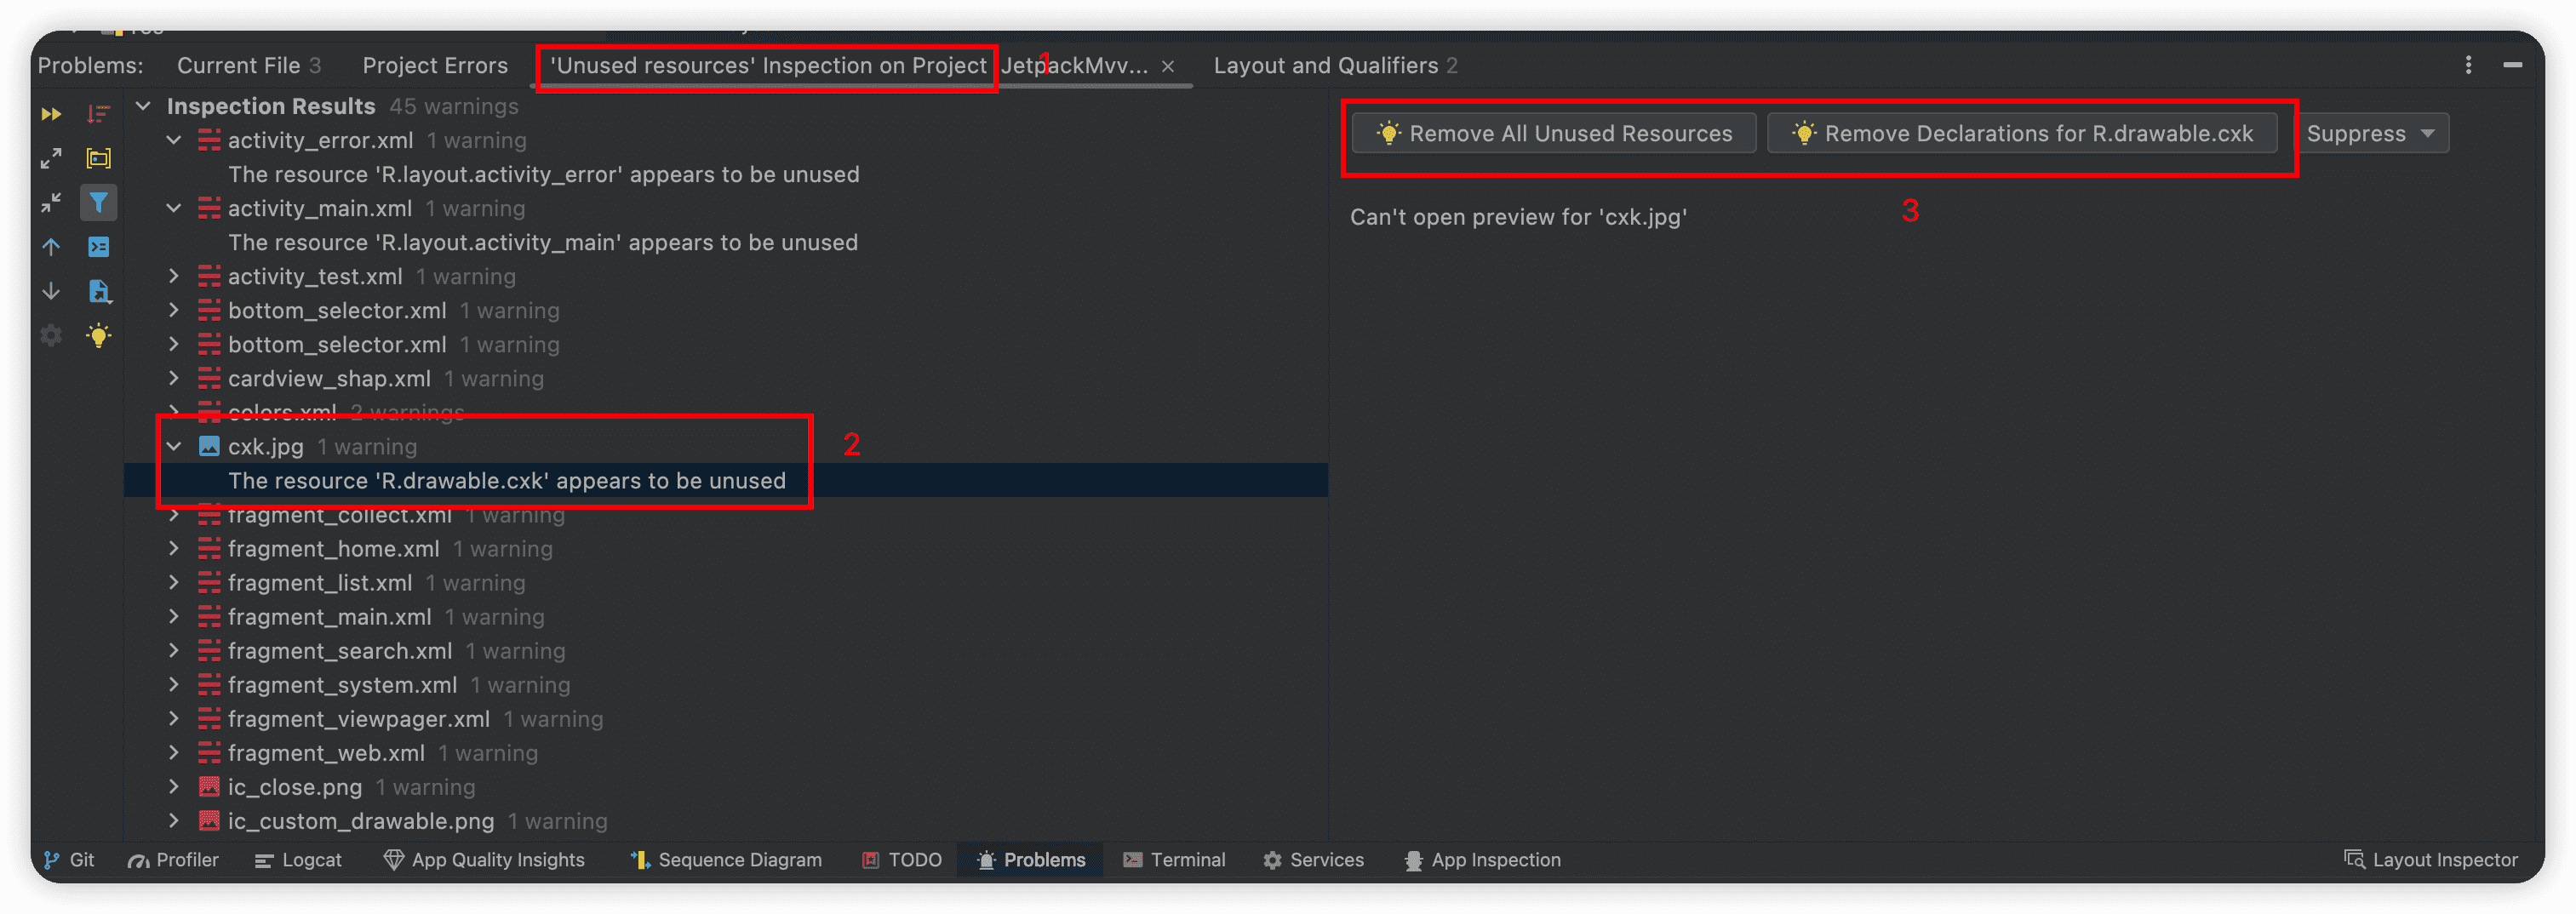 Problems: Current File 3 Project Errors 'Unused resources' Inspection on Project JetpackMvv... Layout and Qualifiers 2
1
Inspection Results 45 warnings
activity_error.xml 1 warning
The resource 'R.layout.activity_error' appears to be unused
activity_main.xml 1 warning
The resource 'R.layout.activity_main' appears to be unused
activity_test.xml 1 warning
bottom_selector.xml 1 warning
bottom_selector.xml 1 warning
cardview_shap.xml 1 warning
colors.xml 2 warnings
cxk.jpg 1 warning
2
The resource 'R.drawable.cxk' appears to be unused
fragment_collect.xml 1 warning
fragment_home.xml 1 warning
fragment_list.xml 1 warning
fragment_main.xml 1 warning
fragment_search.xml 1 warning
fragment_system.xml 1 warning
fragment_viewpager.xml 1 warning
fragment_web.xml 1 warning
ic_close.png 1 warning
ic_custom_drawable.png 1 warning
Remove All Unused Resources Remove Declarations for R.drawable.cxk Suppress
3
Can't open preview for 'cxk.jpg'
Git Profiler Logcat App Quality Insights Sequence Diagram TODO Problems Terminal Services App Inspection Layout Inspector